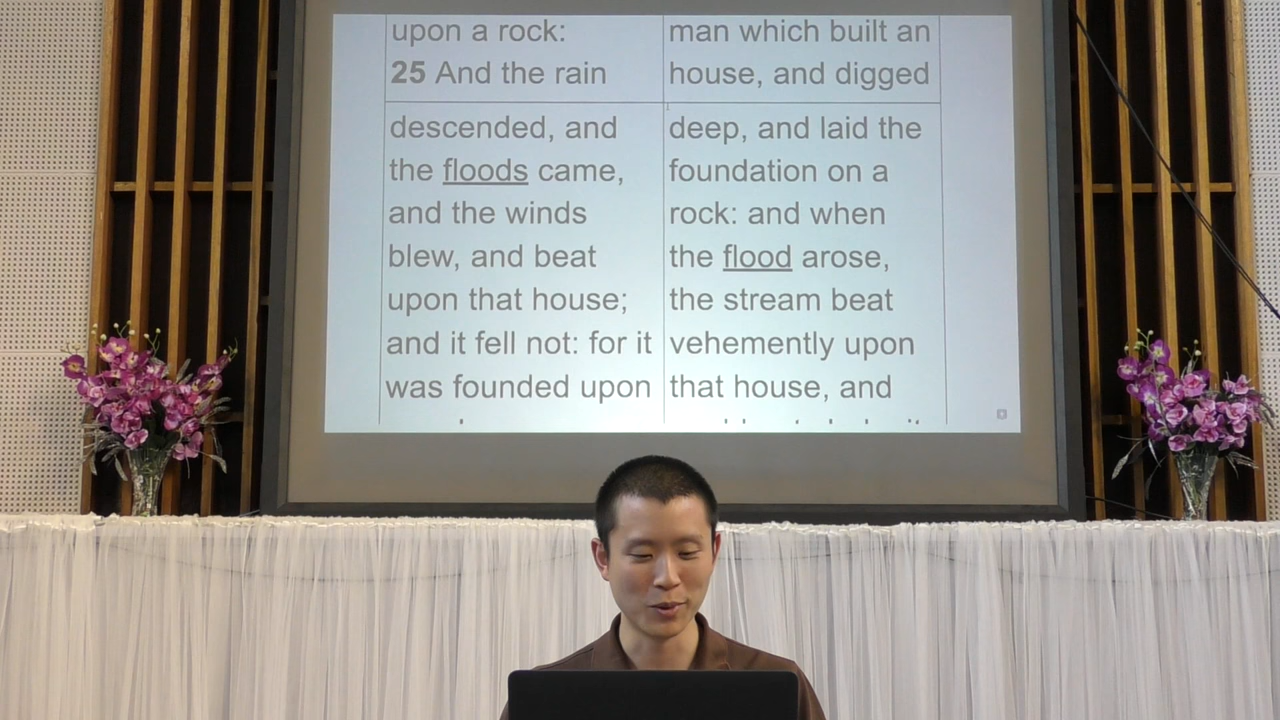 upon a rock:
25 And the rain
descended, and
the floods came,
and the winds
blew, and beat
upon that house;
and it fell not: for it
was founded upon
man which built an
house, and digged
deep, and laid the
foundation on a
rock: and when
the flood arose,
the stream beat
vehemently upon
that house, and